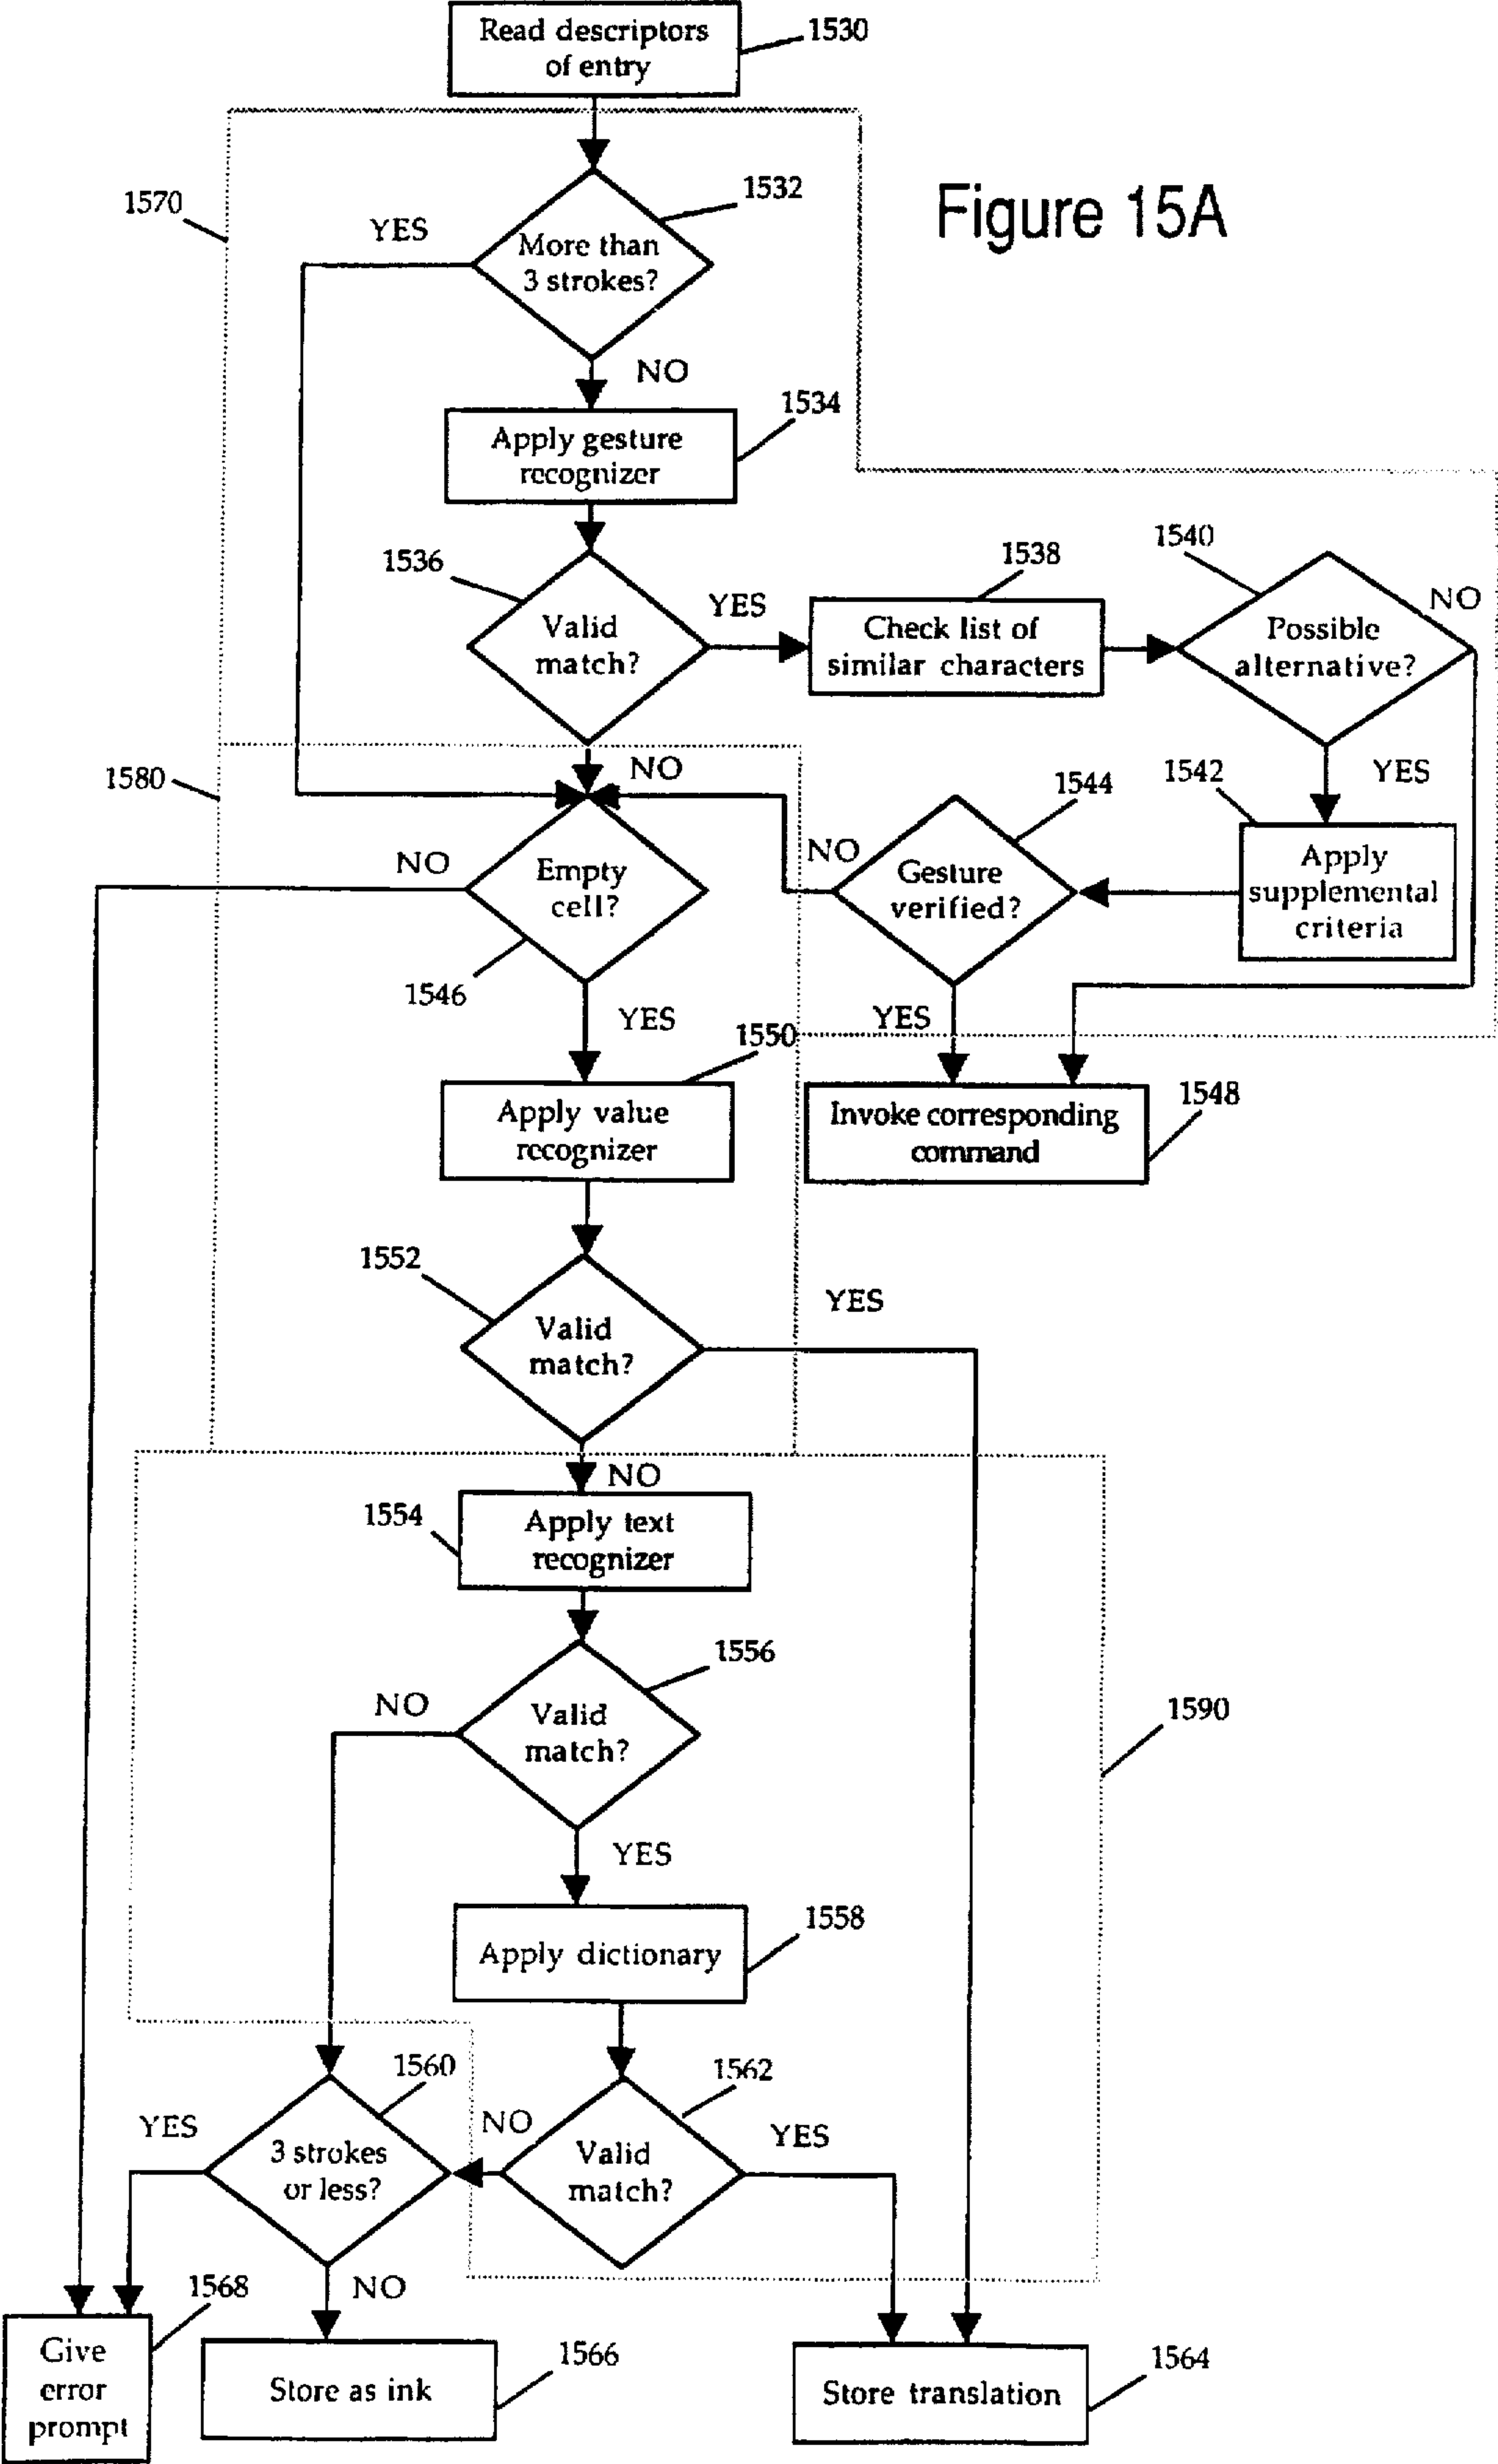 Read descriptors
of entry
1530
1570
YES
More than
3 strokes?
1532
Figure 15A
NO
Apply gesture
recognizer
1534
1536
Valid
match?
YES
1538
Check list of
similar characters
1540
Possible
alternative?
NO
1580
NO
1544
1542
YES
NO
Empty
cell?
1546
NO
Gesture
verified?
Apply
supplemental
criteria
YES
1550
YES
Apply value
recognizer
Invoke corresponding
command
1548
1552
Valid
match?
YES
NO
1554
Apply text
recognizer
1556
NO
Valid
match?
1590
YES
1558
Apply dictionary
1560
1562
YES
3 strokes
or less?
NO
Valid
match?
YES
1568
NO
Give
error
prompt
Store as ink
1566
Store translation
1564